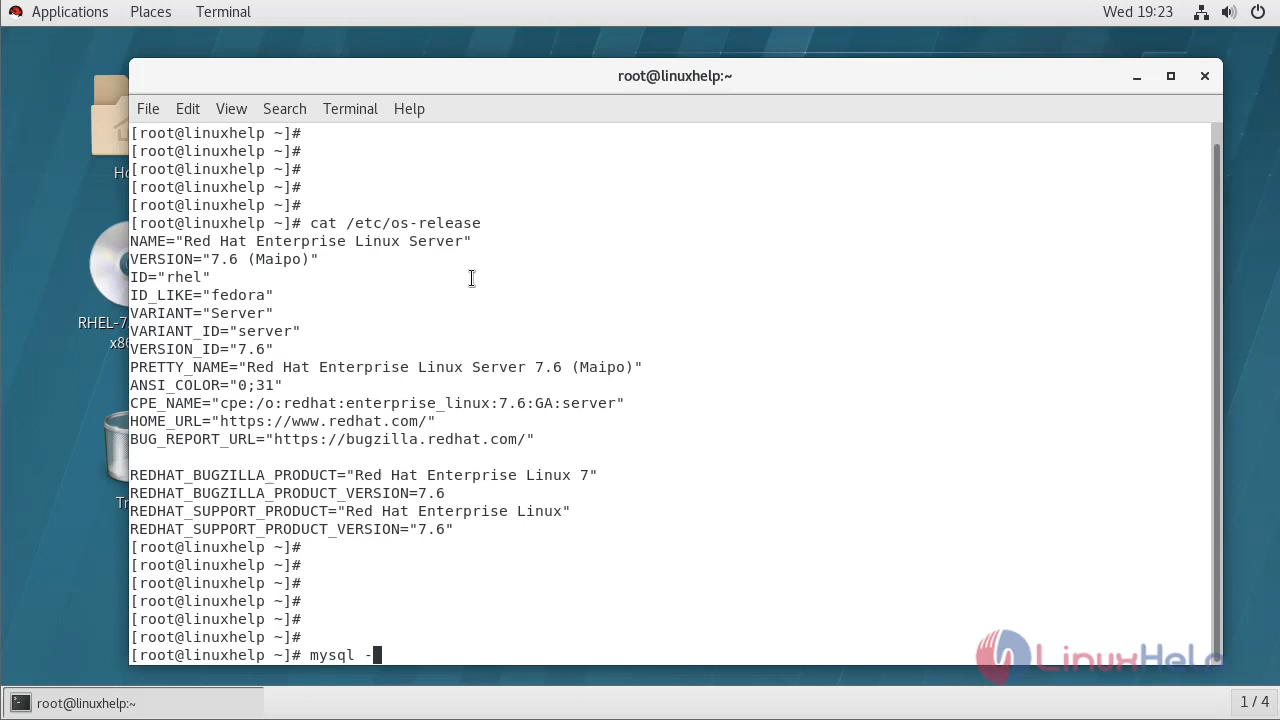 Applications Places Terminal Wed 19:23
root@linuxhelp:~
File Edit View Search Terminal Help
[root@linuxhelp ~]#
[root@linuxhelp ~]#
[root@linuxhelp ~]#
[root@linuxhelp ~]#
[root@linuxhelp ~]#
[root@linuxhelp ~]# cat /etc/os-release
NAME="Red Hat Enterprise Linux Server"
VERSION="7.6 (Maipo)"
ID="rhel"
ID_LIKE="fedora"
VARIANT="Server"
VARIANT_ID="server"
VERSION_ID="7.6"
PRETTY_NAME="Red Hat Enterprise Linux Server 7.6 (Maipo)"
ANSI_COLOR="0;31"
CPE_NAME="cpe:/o:redhat:enterprise_linux:7.6:GA:server"
HOME_URL="https://www.redhat.com/"
BUG_REPORT_URL="https://bugzilla.redhat.com/"
REDHAT_BUGZILLA_PRODUCT="Red Hat Enterprise Linux 7"
REDHAT_BUGZILLA_PRODUCT_VERSION=7.6
REDHAT_SUPPORT_PRODUCT="Red Hat Enterprise Linux"
REDHAT_SUPPORT_PRODUCT_VERSION="7.6"
[root@linuxhelp ~]#
[root@linuxhelp ~]#
[root@linuxhelp ~]#
[root@linuxhelp ~]#
[root@linuxhelp ~]#
[root@linuxhelp ~]#
[root@linuxhelp ~]# mysql -
Ho
RHEL-7
x86
Tr
LinuxHelp
root@linuxhelp:~ 1 / 4